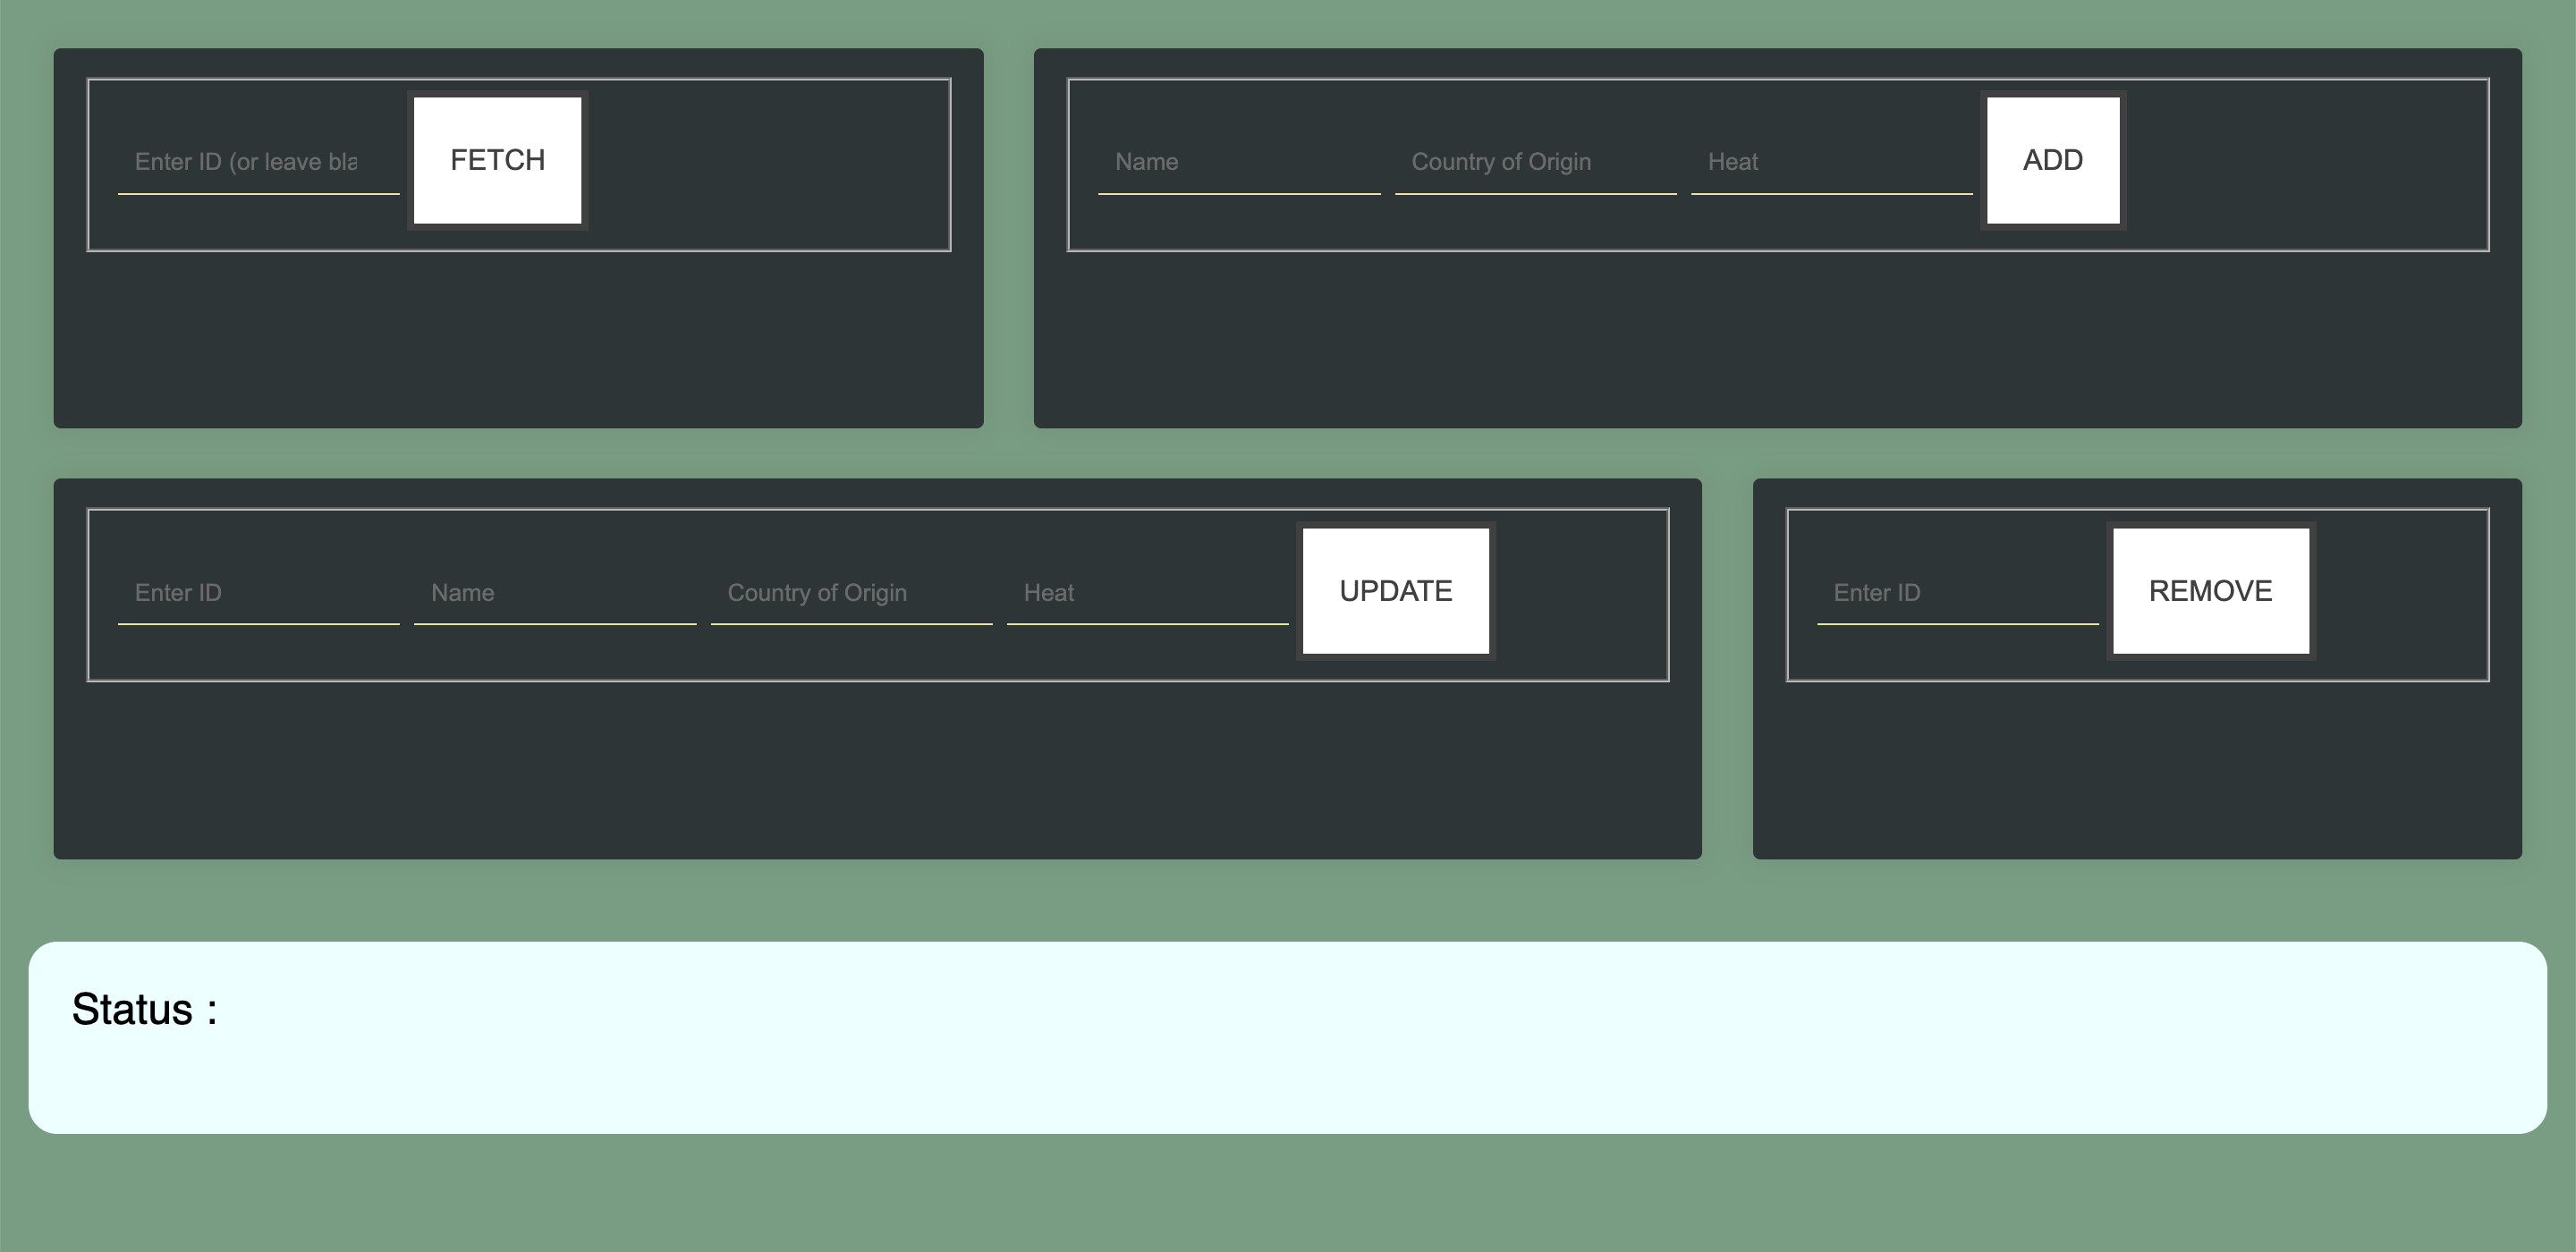 Enter ID (or leave bla
FETCH
Name
Country of Origin
Heat
ADD
Enter ID
Name
Country of Origin
Heat
UPDATE
Enter ID
REMOVE
Status :